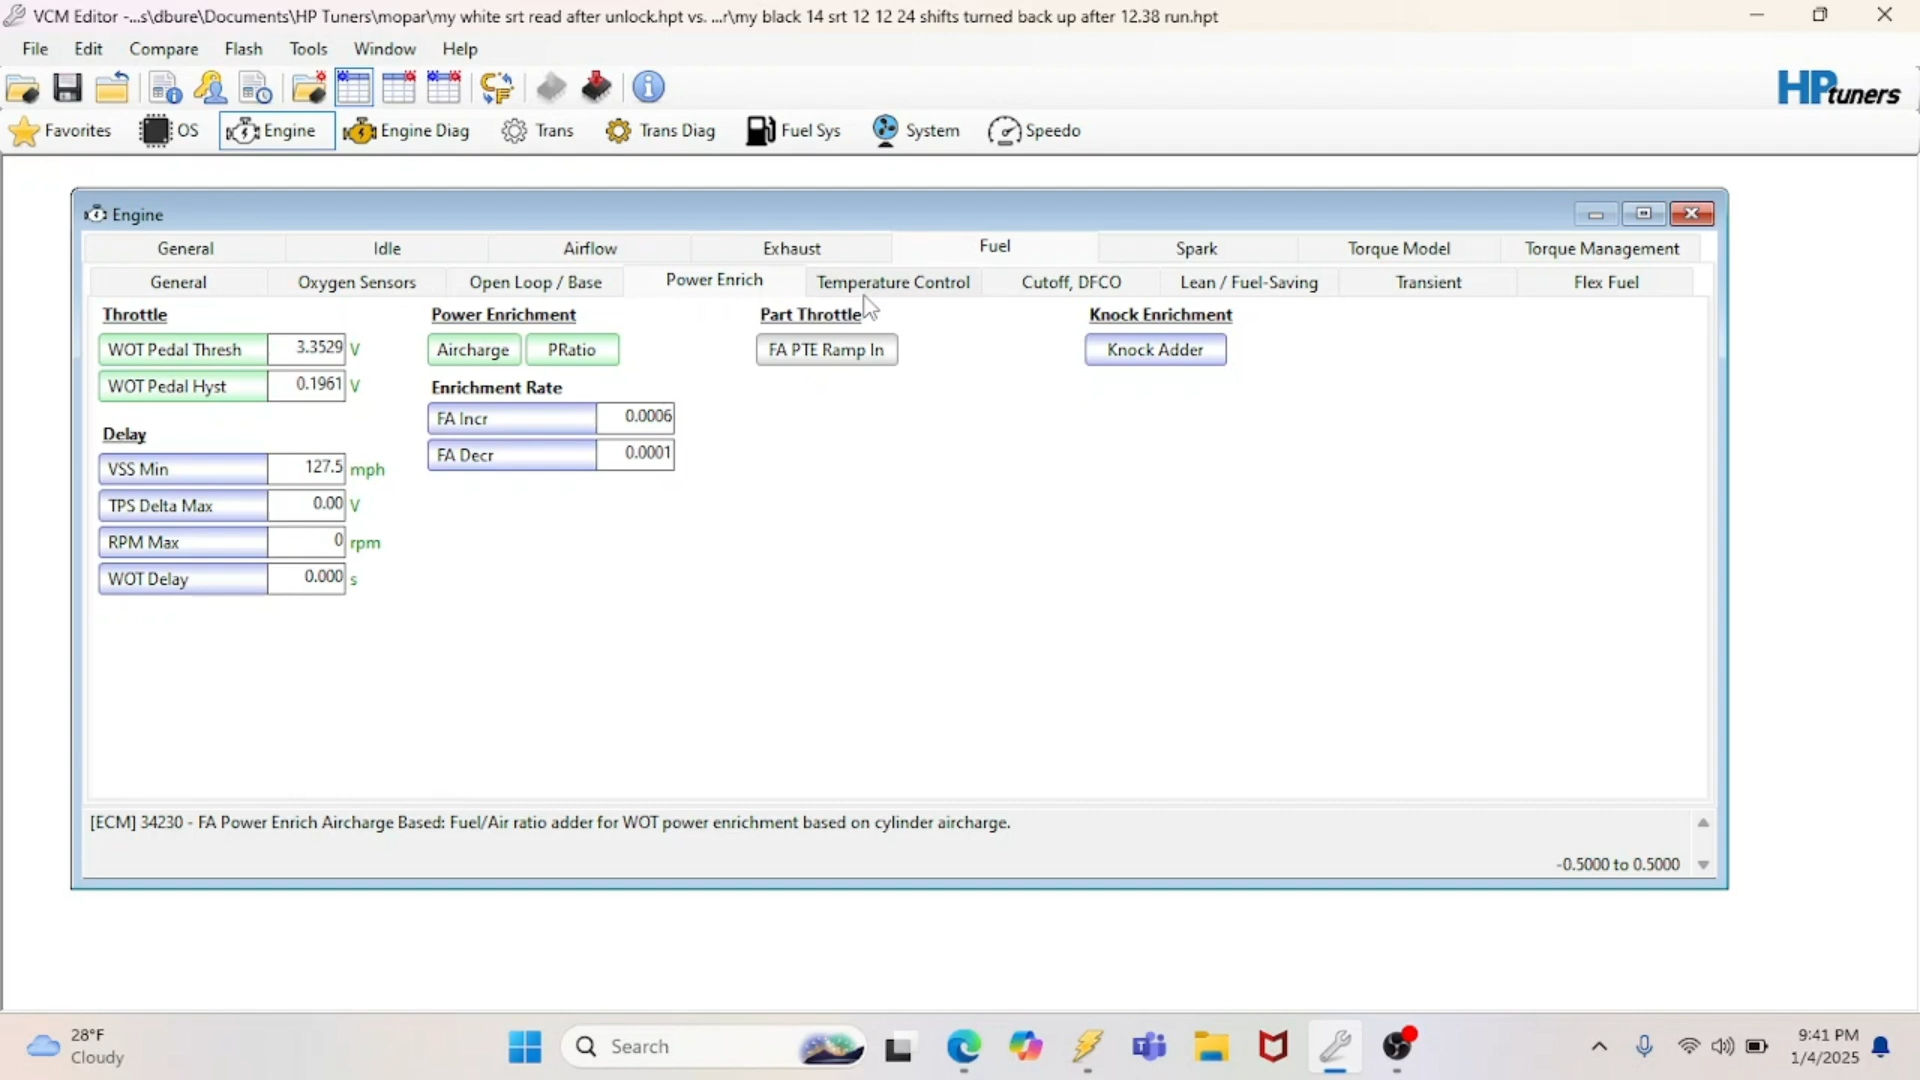 VCM Editor -...s\dbure\Documents\HP Tuners\mopar\my white srt read after unlock.hpt vs. ...r\my black 14 srt 12 12 24 shifts turned back up after 12.38 run.hpt
File Edit Compare Flash Tools Window Help
HPtuners
Favorites OS Engine Engine Diag Trans Trans Diag Fuel Sys System Speedo
Engine
General Idle Airflow Exhaust Fuel Spark Torque Model Torque Management
General Oxygen Sensors Open Loop / Base Power Enrich Temperature Control Cutoff, DFCO Lean / Fuel-Saving Transient Flex Fuel
Throttle Power Enrichment Part Throttle Knock Enrichment
WOT Pedal Thresh 3.3529 V Aircharge PRatio FA PTE Ramp In Knock Adder
WOT Pedal Hyst 0.1961 V Enrichment Rate
FA Incr 0.0006
Delay FA Decr 0.0001
VSS Min 127.5 mph
TPS Delta Max 0.00 V
RPM Max 0 rpm
WOT Delay 0.000 s
[ECM] 34230 - FA Power Enrich Aircharge Based: Fuel/Air ratio adder for WOT power enrichment based on cylinder aircharge.
-0.5000 to 0.5000
28°F
Cloudy
Search
9:41 PM
1/4/2025